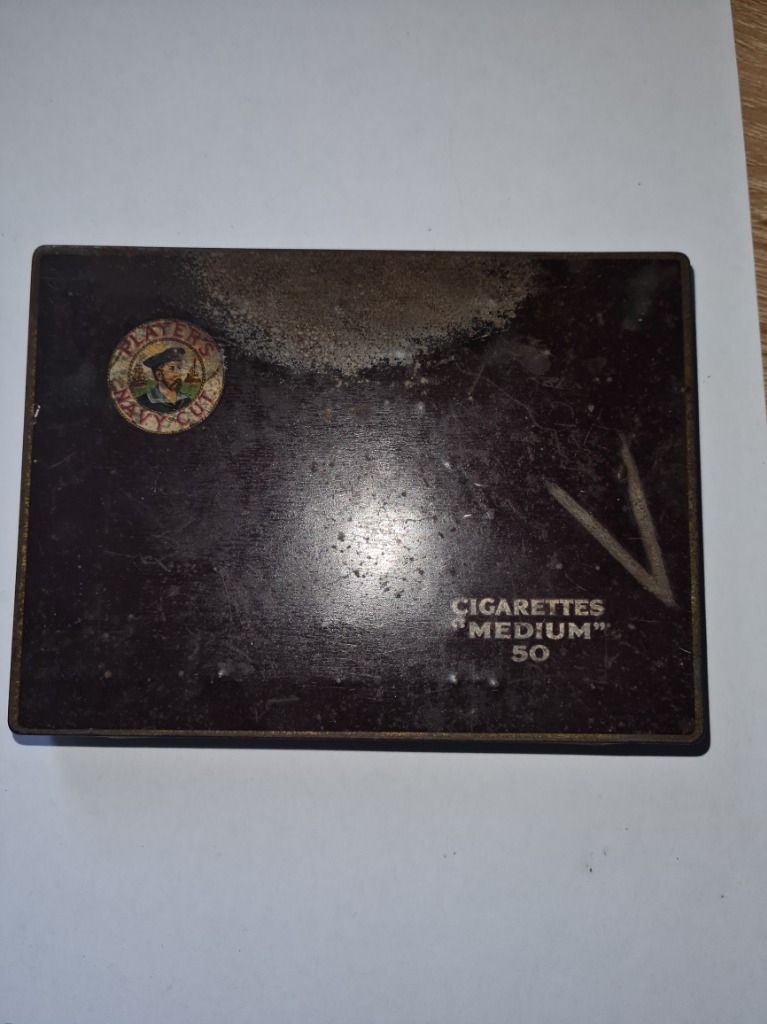 PLAYER'S
NAVY CUT
CIGARETTES
"MEDIUM"
50